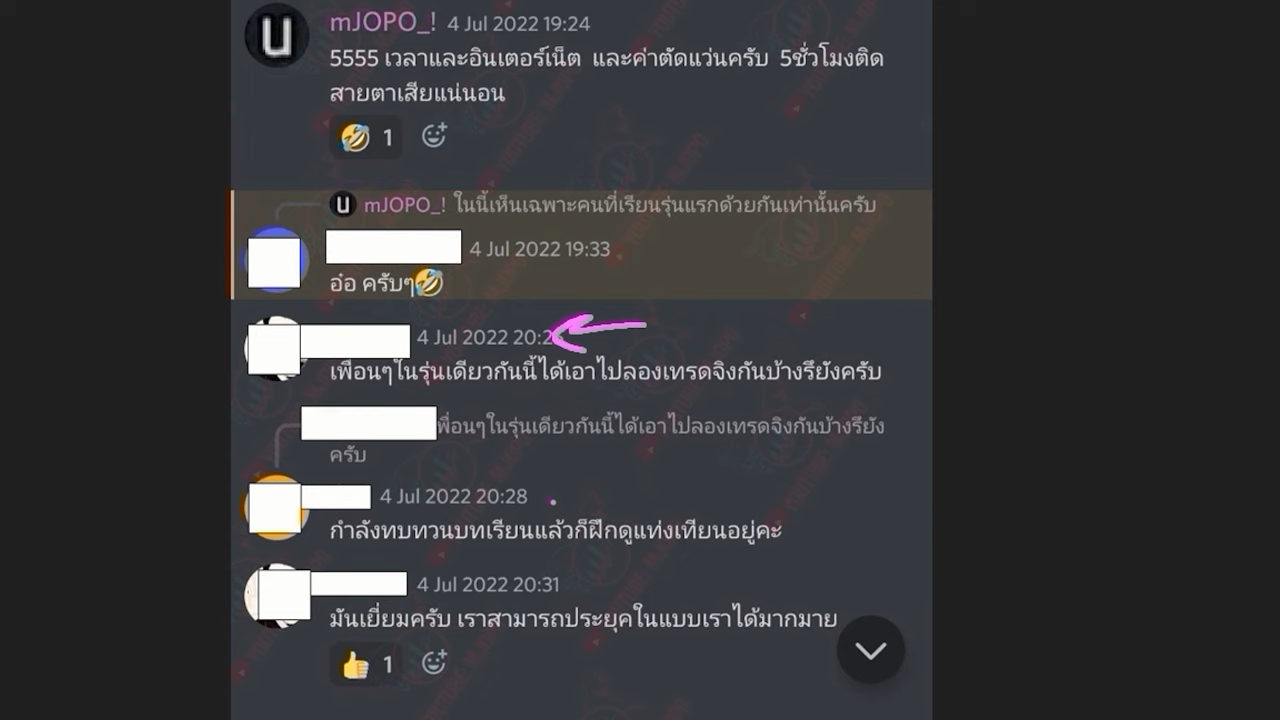 mJOPO_! 4 Jul 2022 19:24
5555 เวลาและอินเตอร์เน็ต และค่าตัดแว่นครับ 5ชั่วโมงติด
สายตาเสียแน่นอน
🤣 1
U mJOPO_! ในนี้เห็นเฉพาะคนที่เรียนรุ่นแรกด้วยกันเท่านั้นครับ
4 Jul 2022 19:33
อ๋อ ครับๆ🤣
4 Jul 2022 20:2
เพื่อนๆในรุ่นเดียวกันนี้ได้เอาไปลองเทรดจิงกันบ้างรึยังครับ
พื่อนๆในรุ่นเดียวกันนี้ได้เอาไปลองเทรดจิงกันบ้างรึยัง
ครับ
4 Jul 2022 20:28
กำลังทบทวนบทเรียนแล้วก็ฝึกดูแท่งเทียนอยู่คะ
4 Jul 2022 20:31
มันเยี่ยมครับ เราสามารถประยุคในแบบเราได้มากมาย
👍 1